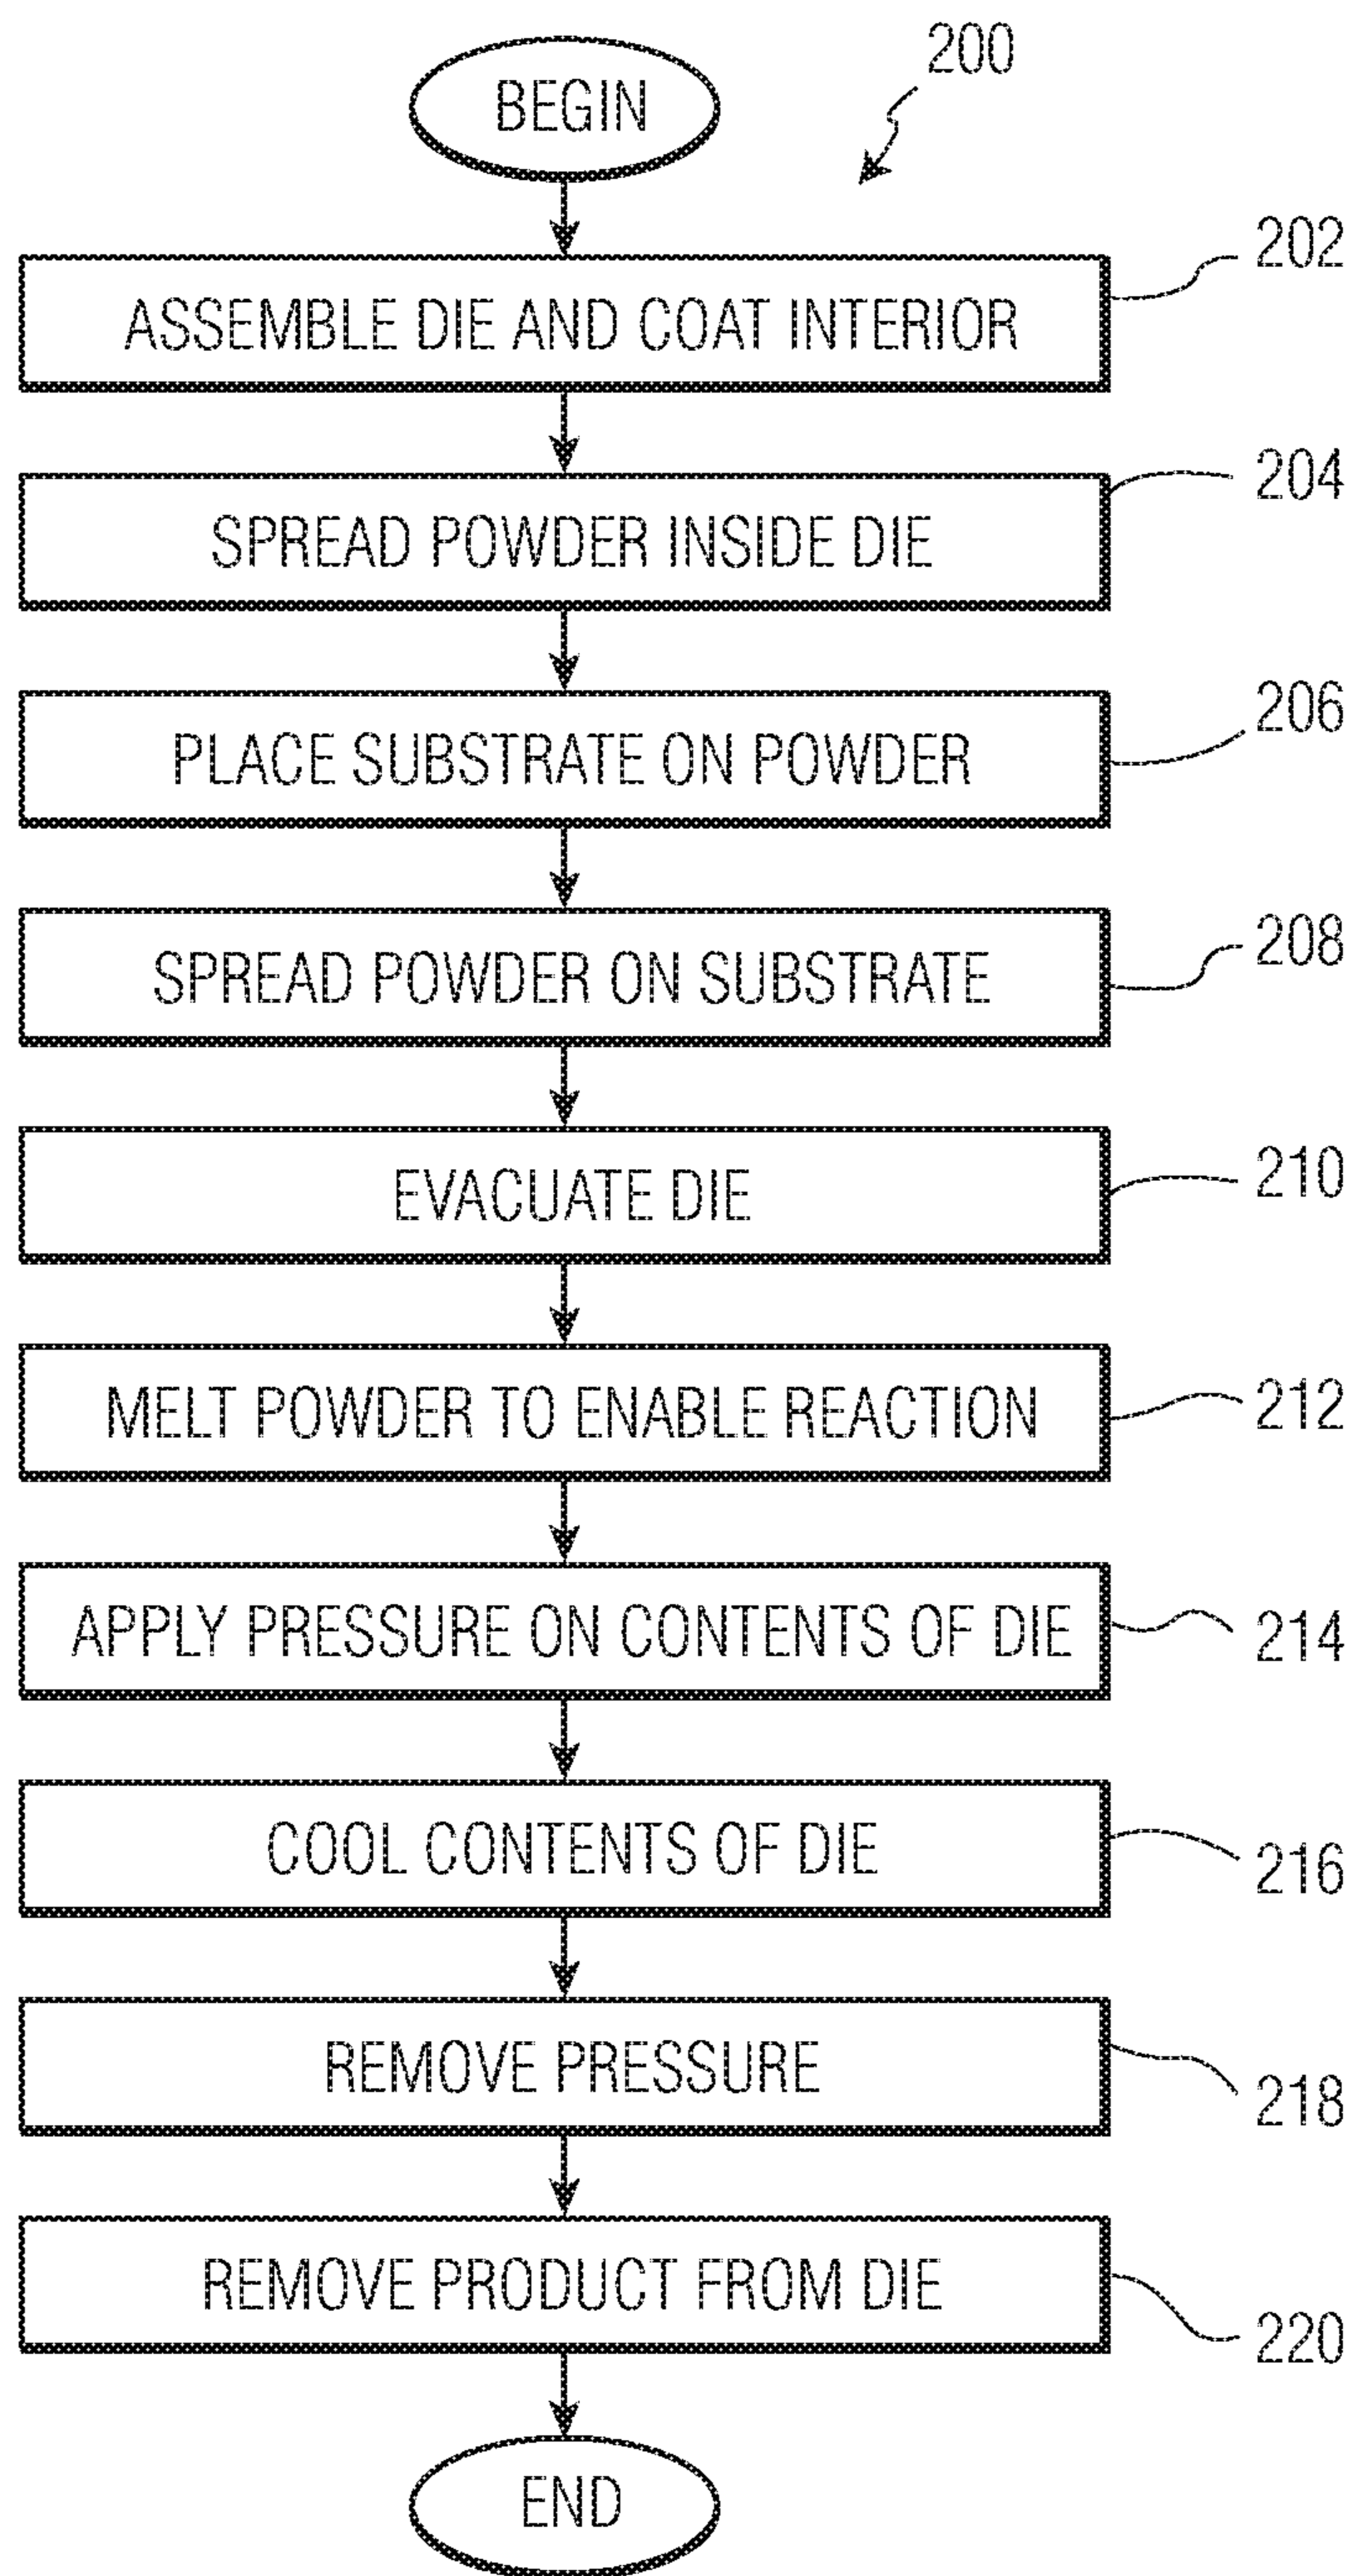 200
BEGIN
202
ASSEMBLE DIE AND COAT INTERIOR
204
SPREAD POWDER INSIDE DIE
206
PLACE SUBSTRATE ON POWDER
208
SPREAD POWDER ON SUBSTRATE
210
EVACUATE DIE
212
MELT POWDER TO ENABLE REACTION
214
APPLY PRESSURE ON CONTENTS OF DIE
216
COOL CONTENTS OF DIE
218
REMOVE PRESSURE
220
REMOVE PRODUCT FROM DIE
END